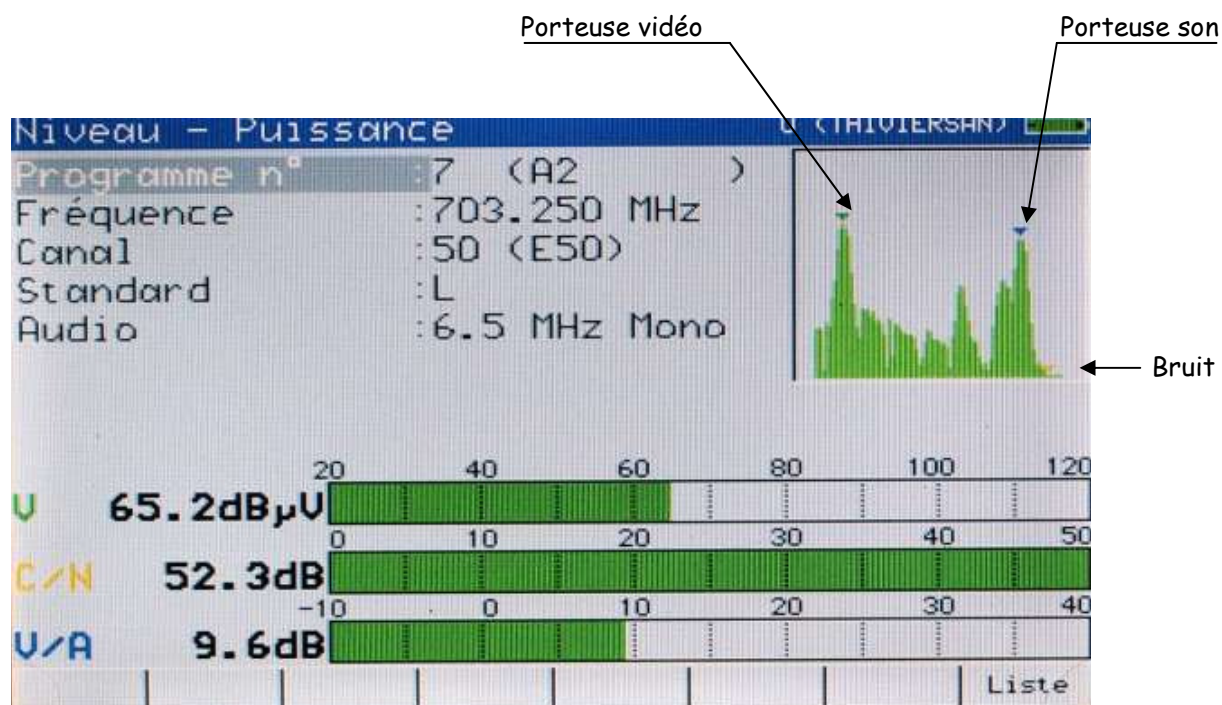 Porteuse vidéo Porteuse son
Niveau - Puissance
Programme n° :7 (A2 )
Fréquence :703.250 MHz
Canal :50 (E50)
Standard :L
Audio :6.5 MHz Mono
Bruit
20 40 60 80 100 120
V 65.2dBµV
0 10 20 30 40 50
C/N 52.3dB
-10 0 10 20 30 40
V/A 9.6dB
Liste